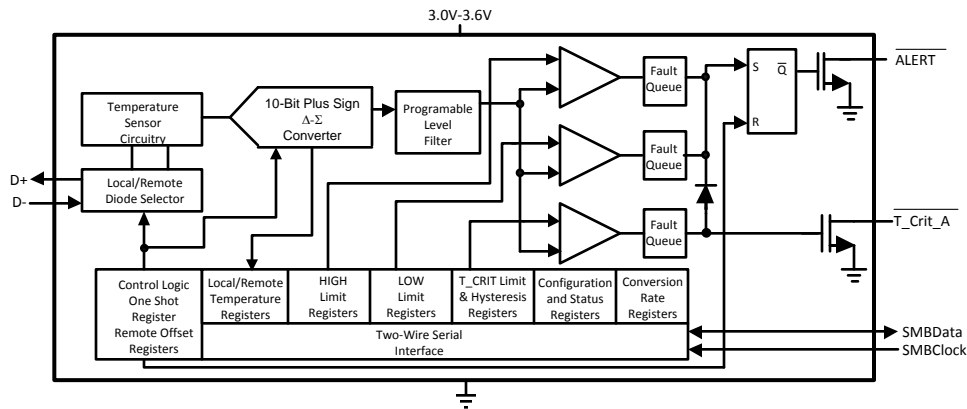 3.0V-3.6V
Temperature
Sensor
Circuitry
10-Bit Plus Sign
Δ-Σ
Converter
Programable
Level
Filter
Fault
Queue
S
Q
R
ALERT
Fault
Queue
D+
D-
Local/Remote
Diode Selector
Fault
Queue
T_Crit_A
Control Logic
One Shot
Register
Remote Offset
Registers
Local/Remote
Temperature
Registers
HIGH
Limit
Registers
LOW
Limit
Registers
T_CRIT Limit
& Hysteresis
Registers
Configuration
and Status
Registers
Conversion
Rate
Registers
Two-Wire Serial
Interface
SMBData
SMBClock